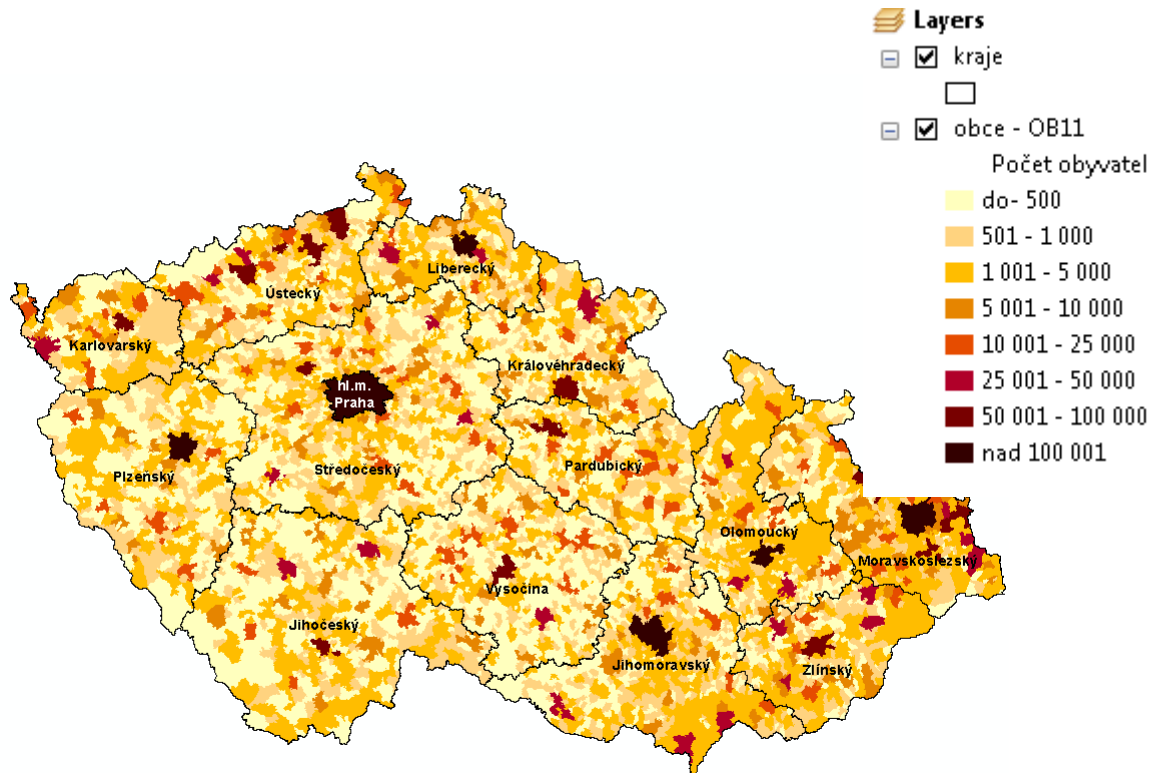 Layers
kraje
obce - OB11
Počet obyvatel
do- 500
501 - 1 000
1 001 - 5 000
5 001 - 10 000
10 001 - 25 000
25 001 - 50 000
50 001 - 100 000
nad 100 001
Liberecký
Ústecký
Karlovarský
Královéhradecký
hl.m.
Praha
Středočeský
Pardubický
Plzeňský
Olomoucký
Moravskoslezský
Vysočina
Jihočeský
Jihomoravský
Zlínský